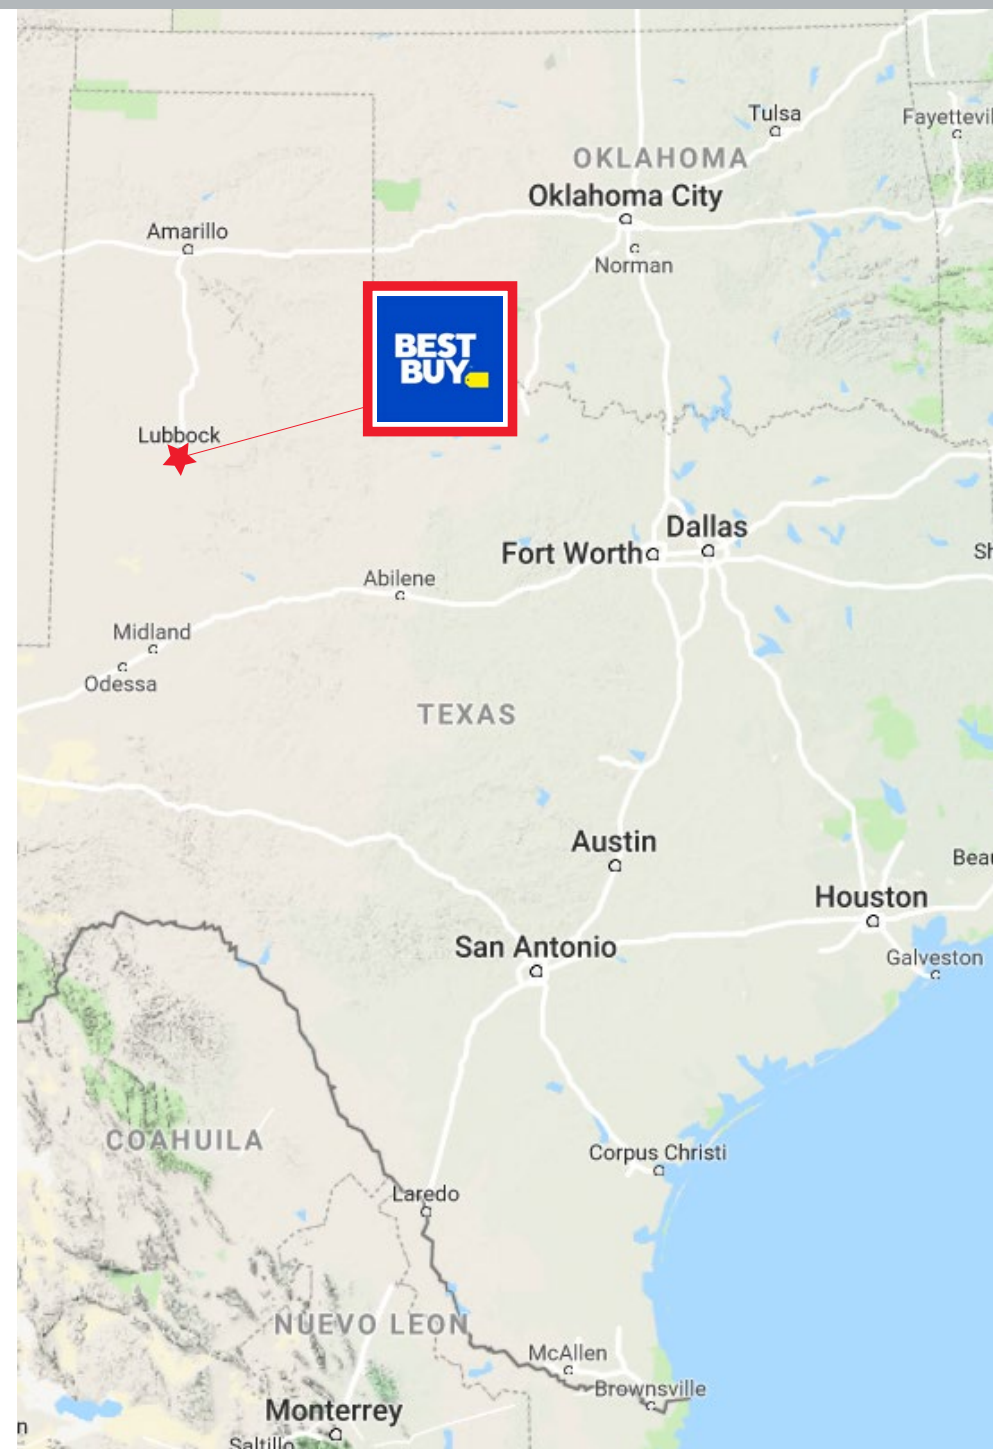 Tulsa
Fayettevil
OKLAHOMA
Oklahoma City
Amarillo
Norman
BEST
BUY
Lubbock
Dallas
Fort Worth
Sh
Abilene
Midland
Odessa
TEXAS
Austin
Beau
Houston
San Antonio
Galveston
COAHUILA
Corpus Christi
Laredo
NUEVO LEON
McAllen
Brownsville
Monterrey
n
Saltillo